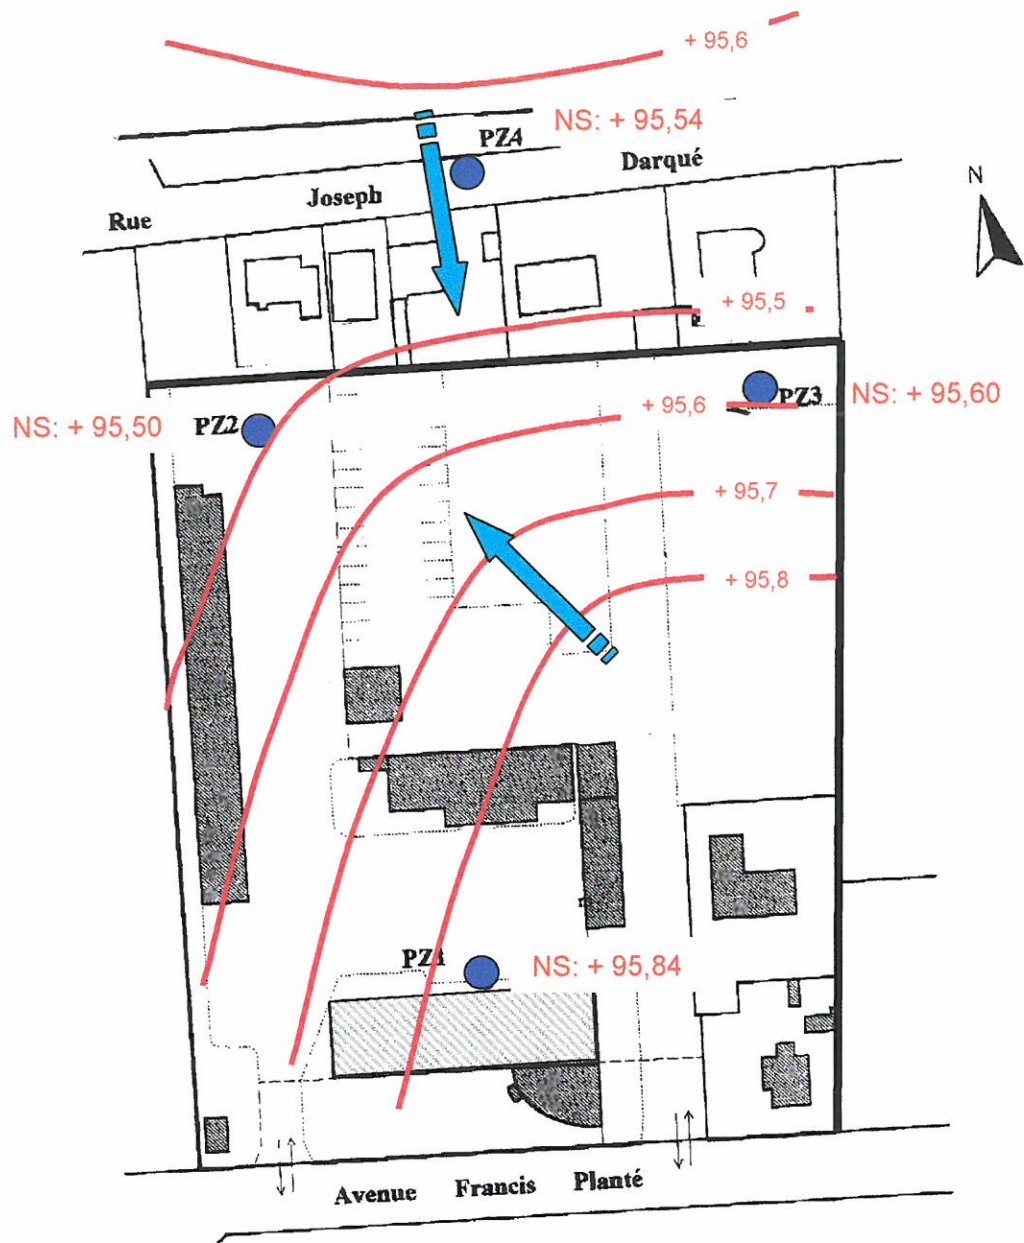 + 95,6
NS: + 95,54
PZ4
Darqué
Joseph
Rue
N
+ 95,5
PZ3
NS: + 95,60
+ 95,6
NS: + 95,50
PZ2
+ 95,7
+ 95,8
PZ1
NS: + 95,84
Avenue Francis Planté